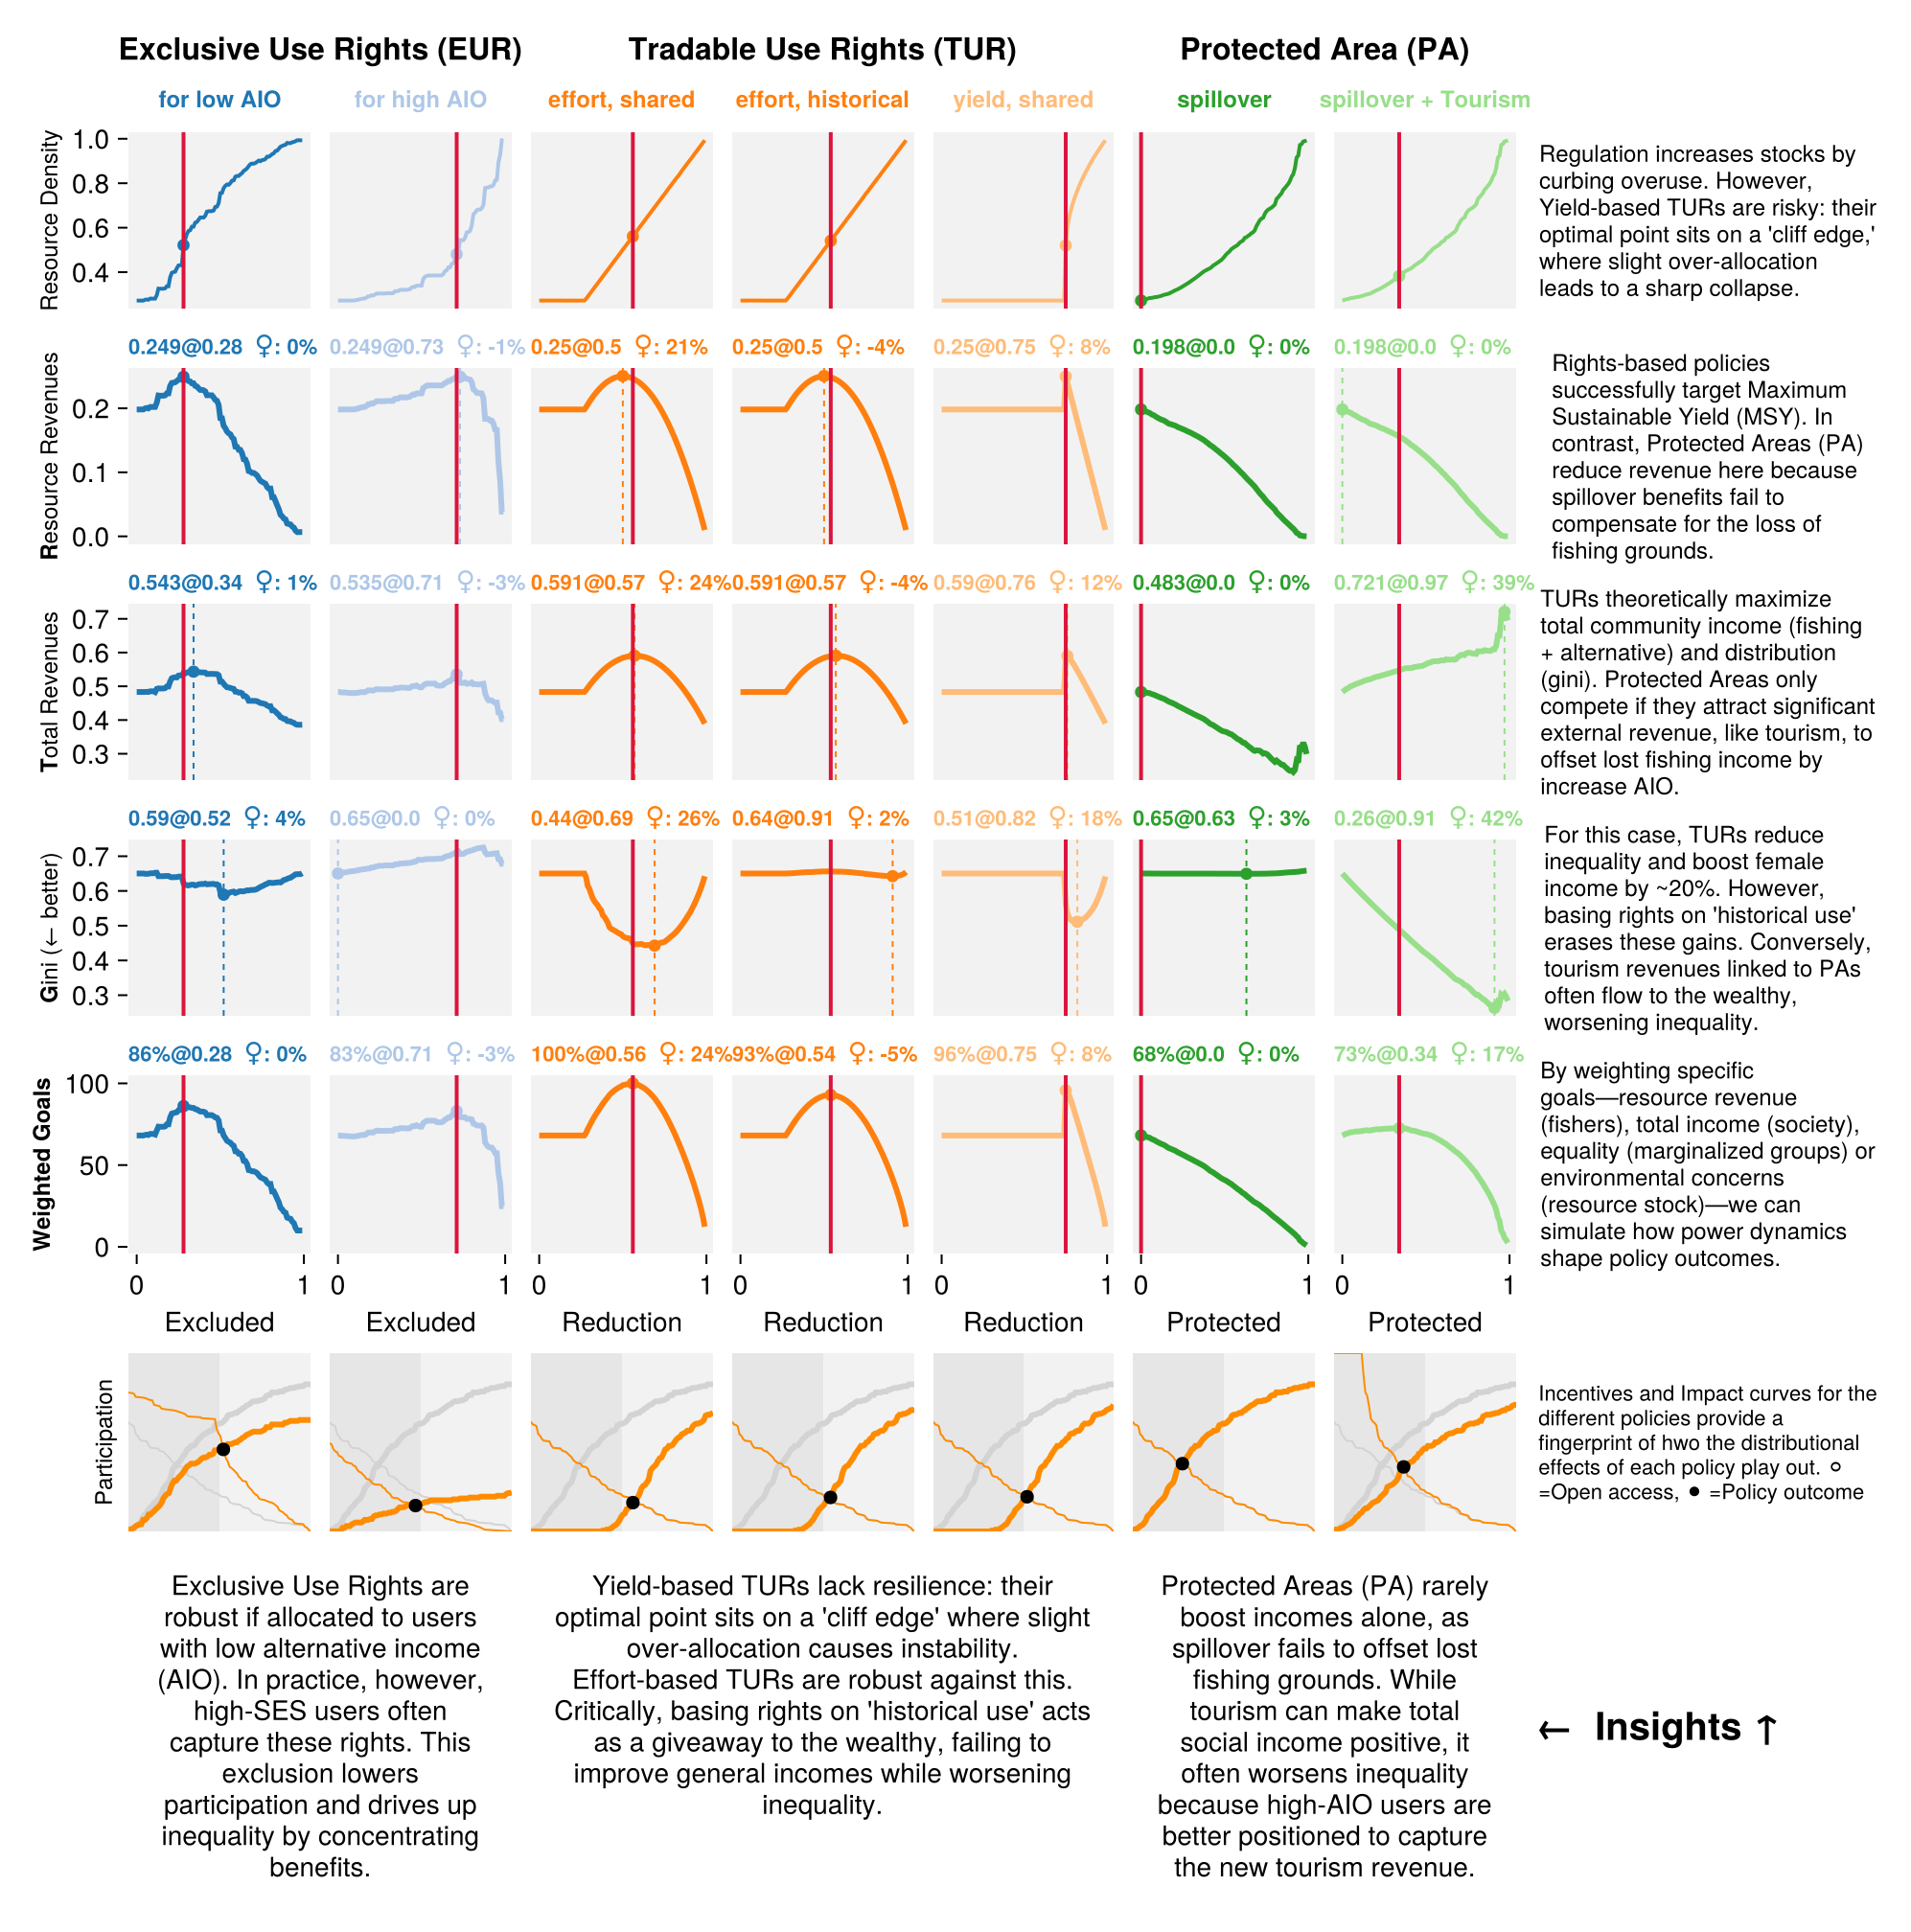 Exclusive Use Rights (EUR)
Tradable Use Rights (TUR)
Protected Area (PA)
for low AIO
for high AIO
effort, shared
effort, historical
yield, shared
spillover
spillover + Tourism
Resource Density
1.0
0.8
0.6
0.4
Regulation increases stocks by
curbing overuse. However,
Yield-based TURs are risky: their
optimal point sits on a 'cliff edge,'
where slight over-allocation
leads to a sharp collapse.
0.249@0.28 ♀: 0%
0.249@0.73 ♀: -1%
0.25@0.5 ♀: 21%
0.25@0.5 ♀: -4%
0.25@0.75 ♀: 8%
0.198@0.0 ♀: 0%
0.198@0.0 ♀: 0%
Resource Revenues
0.2
0.1
0.0
Rights-based policies
successfully target Maximum
Sustainable Yield (MSY). In
contrast, Protected Areas (PA)
reduce revenue here because
spillover benefits fail to
compensate for the loss of
fishing grounds.
0.543@0.34 ♀: 1%
0.535@0.71 ♀: -3%
0.591@0.57 ♀: 24%
0.591@0.57 ♀: -4%
0.59@0.76 ♀: 12%
0.483@0.0 ♀: 0%
0.721@0.97 ♀: 39%
Total Revenues
0.7
0.6
0.5
0.4
0.3
TURs theoretically maximize
total community income (fishing
+ alternative) and distribution
(gini). Protected Areas only
compete if they attract significant
external revenue, like tourism, to
offset lost fishing income by
increase AIO.
0.59@0.52 ♀: 4%
0.65@0.0 ♀: 0%
0.44@0.69 ♀: 26%
0.64@0.91 ♀: 2%
0.51@0.82 ♀: 18%
0.65@0.63 ♀: 3%
0.26@0.91 ♀: 42%
Gini (← better)
0.7
0.6
0.5
0.4
0.3
For this case, TURs reduce
inequality and boost female
income by ~20%. However,
basing rights on 'historical use'
erases these gains. Conversely,
tourism revenues linked to PAs
often flow to the wealthy,
worsening inequality.
86%@0.28 ♀: 0%
83%@0.71 ♀: -3%
100%@0.56 ♀: 24%
93%@0.54 ♀: -5%
96%@0.75 ♀: 8%
68%@0.0 ♀: 0%
73%@0.34 ♀: 17%
Weighted Goals
100
50
0
By weighting specific
goals—resource revenue
(fishers), total income (society),
equality (marginalized groups) or
environmental concerns
(resource stock)—we can
simulate how power dynamics
shape policy outcomes.
0 1
0 1
0 1
0 1
0 1
0 1
0 1
Excluded
Excluded
Reduction
Reduction
Reduction
Protected
Protected
Participation
Incentives and Impact curves for the
different policies provide a
fingerprint of hwo the distributional
effects of each policy play out. ⚬
=Open access, ● =Policy outcome
Exclusive Use Rights are
robust if allocated to users
with low alternative income
(AIO). In practice, however,
high-SES users often
capture these rights. This
exclusion lowers
participation and drives up
inequality by concentrating
benefits.
Yield-based TURs lack resilience: their
optimal point sits on a 'cliff edge' where slight
over-allocation causes instability.
Effort-based TURs are robust against this.
Critically, basing rights on 'historical use' acts
as a giveaway to the wealthy, failing to
improve general incomes while worsening
inequality.
Protected Areas (PA) rarely
boost incomes alone, as
spillover fails to offset lost
fishing grounds. While
tourism can make total
social income positive, it
often worsens inequality
because high-AIO users are
better positioned to capture
the new tourism revenue.
← Insights ↑